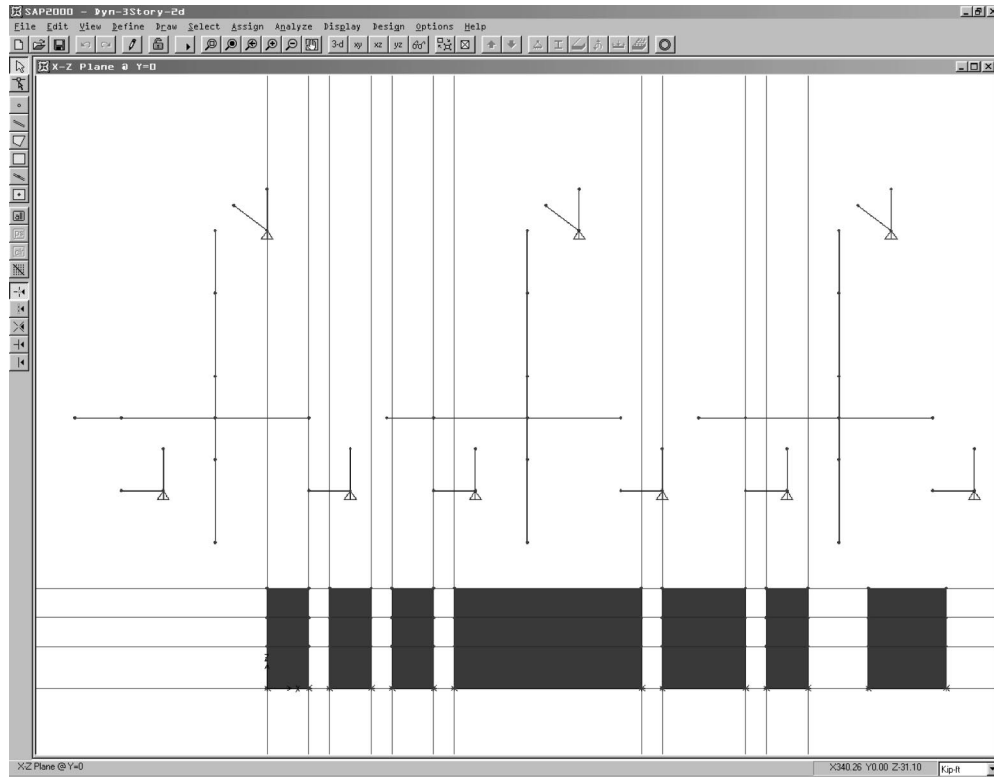 SAP2000 - Dyn-3Story-2d
File Edit View Define Draw Select Assign Analyze Display Design Options Help
3-d xy xz yz
X-Z Plane @ Y=0
all
Z
X
X-Z Plane @ Y=0 X340.26 Y0.00 Z-31.10 Kip-ft